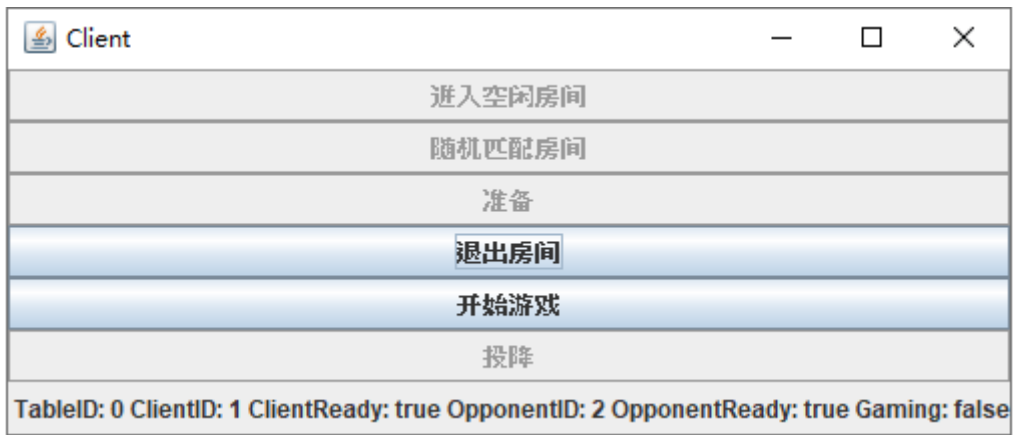 Client
进入空闲房间
随机匹配房间
准备
退出房间
开始游戏
投降
TableID: 0 ClientID: 1 ClientReady: true OpponentID: 2 OpponentReady: true Gaming: false